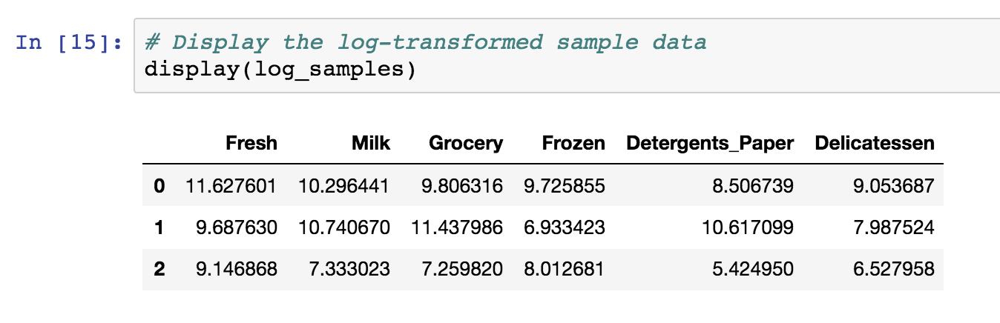 In [15]: # Display the log-transformed sample data
display(log_samples)
Fresh Milk Grocery Frozen Detergents_Paper Delicatessen
0 11.627601 10.296441 9.806316 9.725855 8.506739 9.053687
1 9.687630 10.740670 11.437986 6.933423 10.617099 7.987524
2 9.146868 7.333023 7.259820 8.012681 5.424950 6.527958